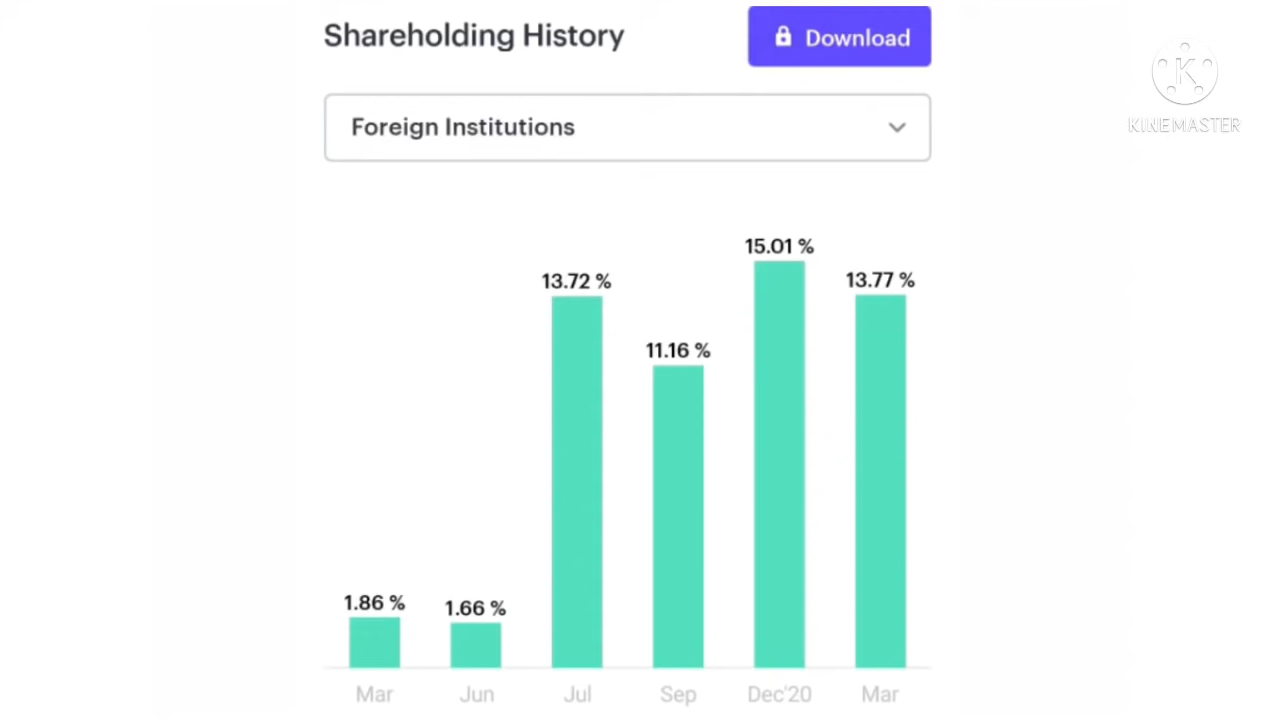 Shareholding History
Download
K
KINEMASTER
Foreign Institutions
15.01 %
13.72 %
13.77 %
11.16 %
1.86 %
1.66 %
Mar Jun Jul Sep Dec'20 Mar